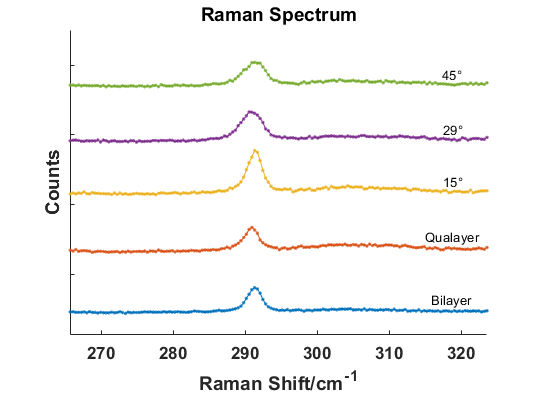 Raman Spectrum
Counts
45°
29°
15°
Qualayer
Bilayer
270 280 290 300 310 320
Raman Shift/cm-1